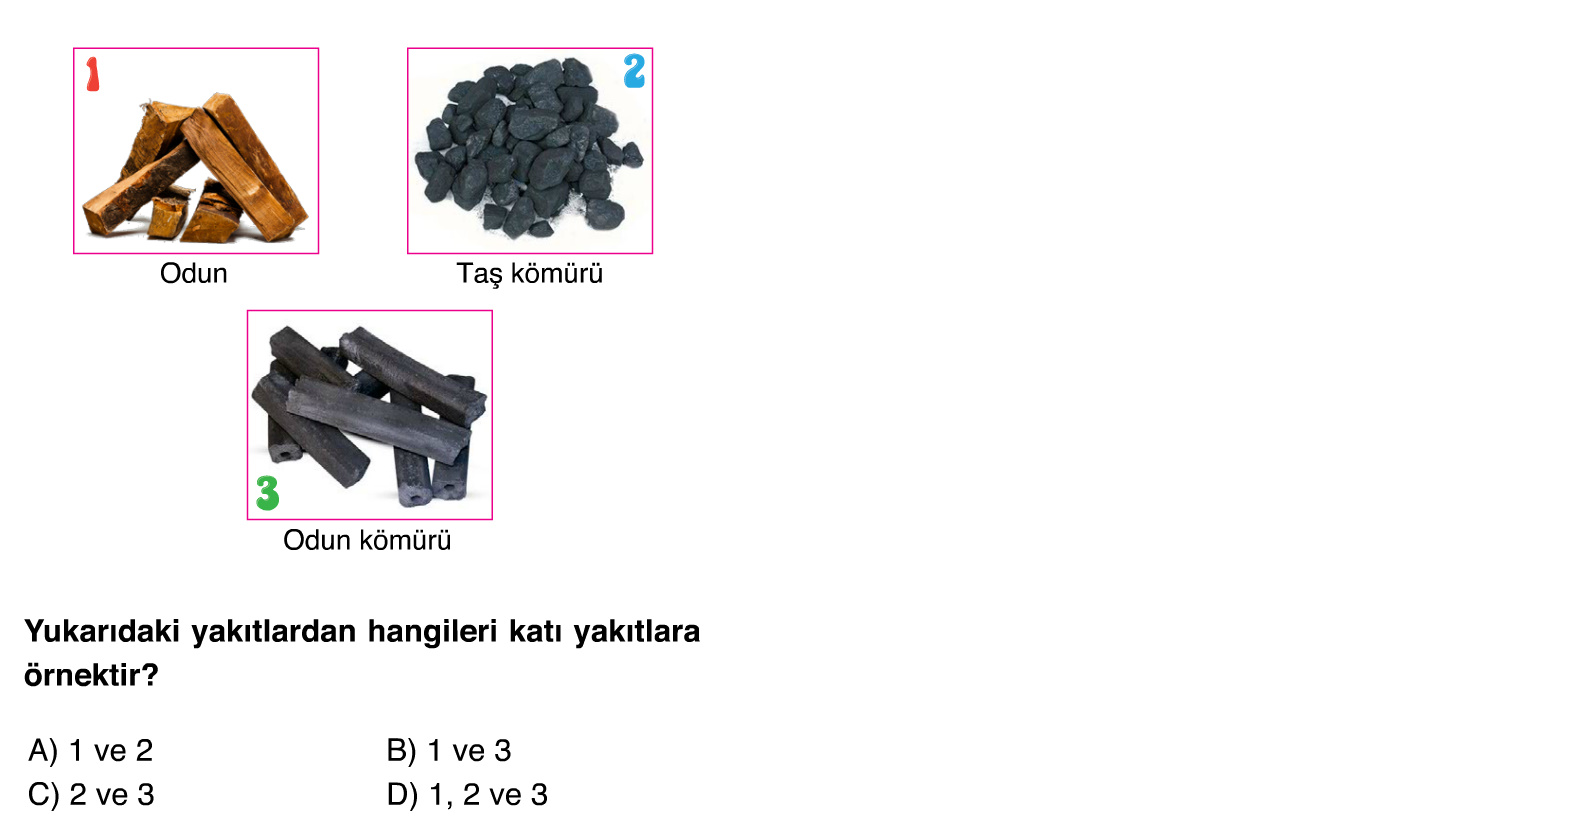 1
2
Odun
Taş kömürü
3
Odun kömürü
Yukarıdaki yakıtlardan hangileri katı yakıtlara
örnektir?
A) 1 ve 2
B) 1 ve 3
C) 2 ve 3
D) 1, 2 ve 3